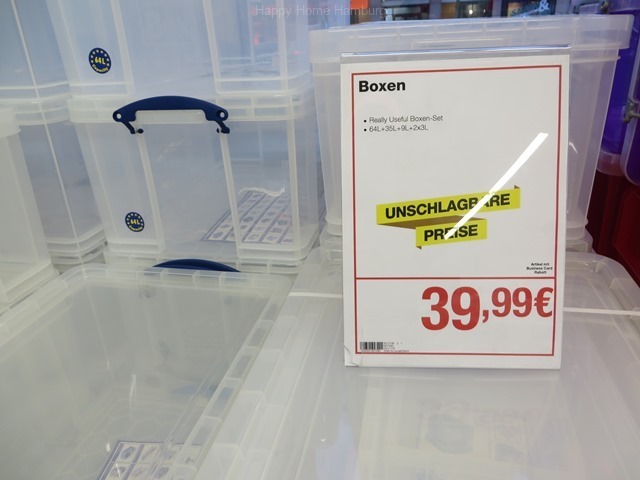 Happy Home Hamburg
64L
64L
Boxen
Really Useful Boxen-Set
64L+35L+9L+2x3L
UNSCHLAGBARE
PREISE
Artikel mit
Business Card
Rabatt
39,99€